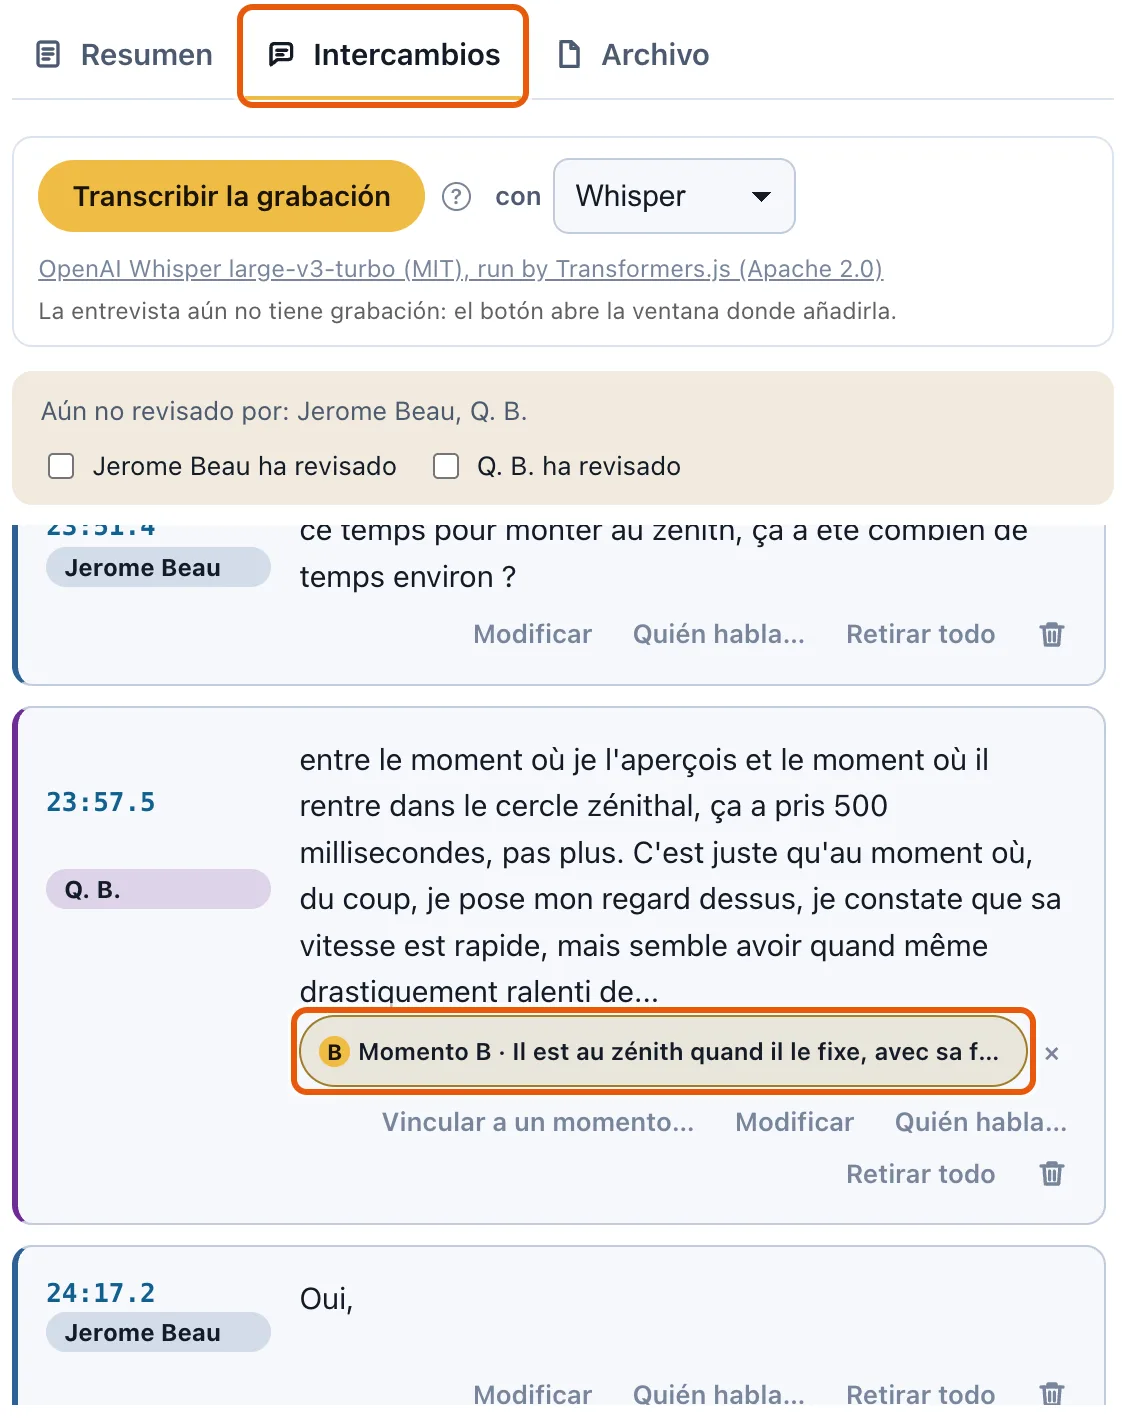 Resumen Intercambios Archivo
Transcribir la grabación ? con Whisper
OpenAI Whisper large-v3-turbo (MIT), run by Transformers.js (Apache 2.0)
La entrevista aún no tiene grabación: el botón abre la ventana donde añadirla.
Aún no revisado por: Jerome Beau, Q. B.
Jerome Beau ha revisado Q. B. ha revisado
23:51.4
Jerome Beau
ce temps pour monter au zénith, ça a été combien de
temps environ ?
Modificar Quién habla... Retirar todo
23:57.5
Q. B.
entre le moment où je l'aperçois et le moment où il
rentre dans le cercle zénithal, ça a pris 500
millisecondes, pas plus. C'est juste qu'au moment où,
du coup, je pose mon regard dessus, je constate que sa
vitesse est rapide, mais semble avoir quand même
drastiquement ralenti de...
B Momento B · Il est au zénith quand il le fixe, avec sa f... ×
Vincular a un momento... Modificar Quién habla...
Retirar todo
24:17.2
Jerome Beau
Oui,
Modificar Quién habla... Retirar todo